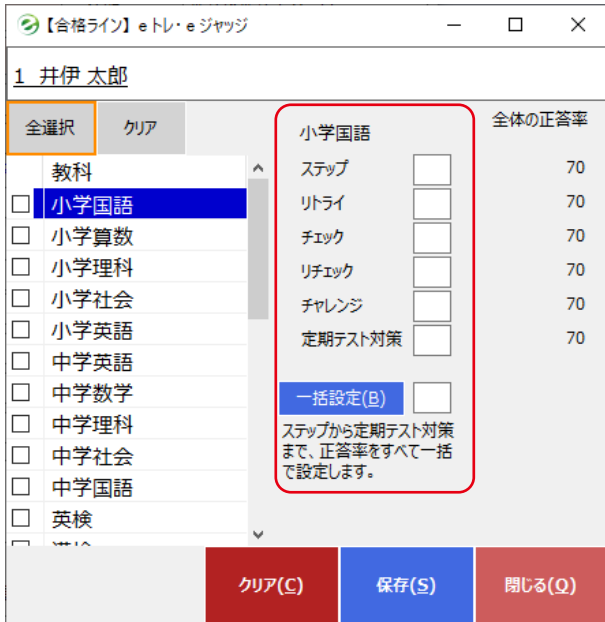 【合格ライン】eトレ・eジャッジ
1 井伊 太郎
全選択 クリア
教科
小学国語
小学算数
小学理科
小学社会
小学英語
中学英語
中学数学
中学理科
中学社会
中学国語
英検
小学国語
ステップ
リトライ
チェック
リチェック
チャレンジ
定期テスト対策
一括設定(B)
ステップから定期テスト対策
まで、正答率をすべて一括
で設定します。
全体の正答率
70
70
70
70
70
70
クリア(C) 保存(S) 閉じる(Q)